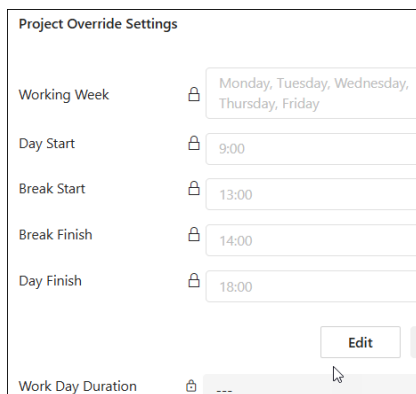 Project Override Settings
Working Week
Monday, Tuesday, Wednesday,
Thursday, Friday
Day Start
9:00
Break Start
13:00
Break Finish
14:00
Day Finish
18:00
Edit
Work Day Duration
---